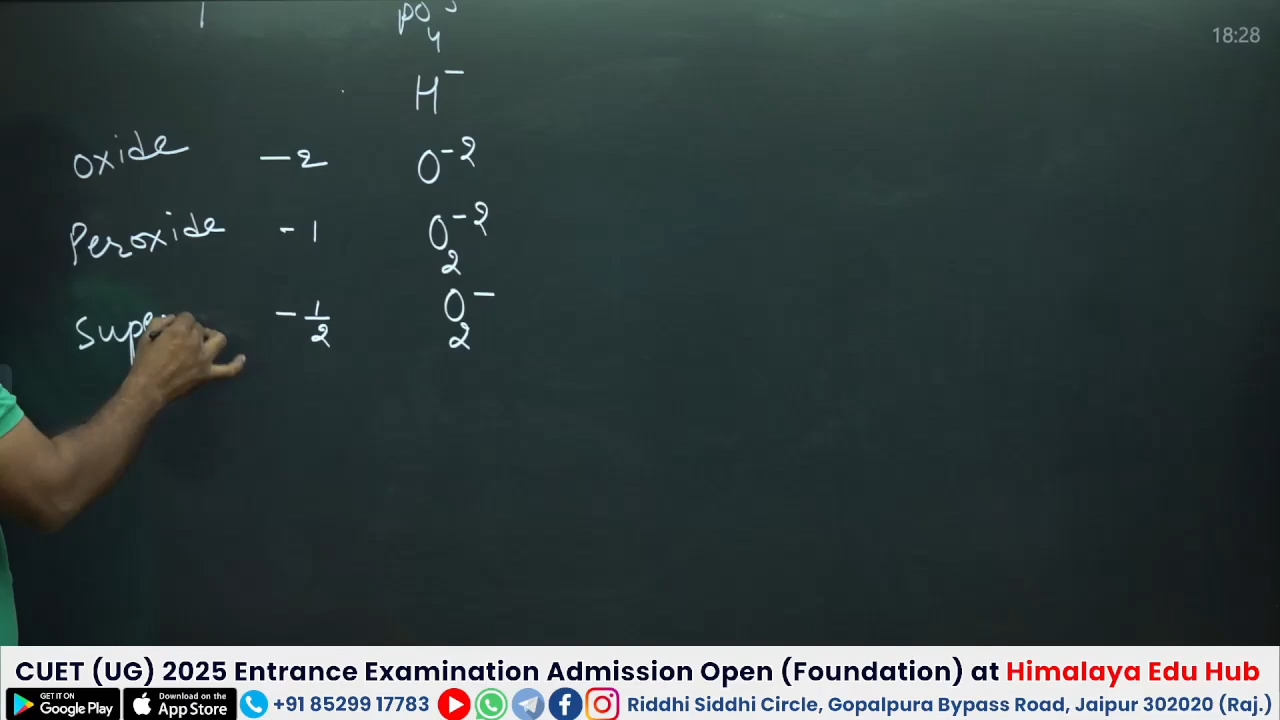 18:28
PO4
H⁻
Oxide −2 O⁻²
Peroxide -1 O₂⁻²
Supe −1/2 O₂⁻
CUET (UG) 2025 Entrance Examination Admission Open (Foundation) at Himalaya Edu Hub
GET IT ON Google Play Download on the App Store +91 85299 17783 Riddhi Siddhi Circle, Gopalpura Bypass Road, Jaipur 302020 (Raj.)